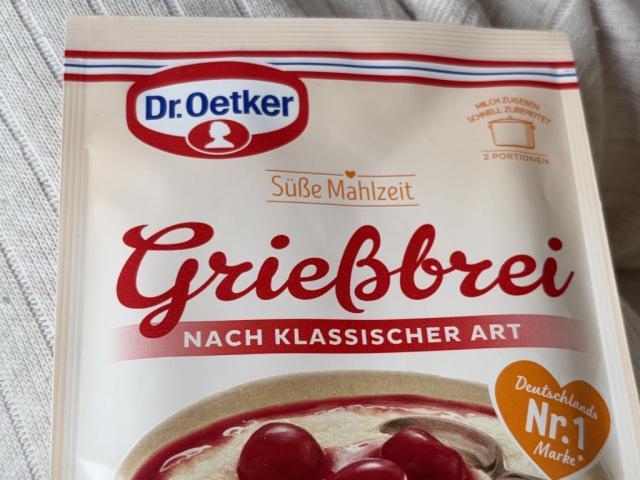 Dr.Oetker
MILCH ZUGEBEN
SCHNELL ZUBEREITET
2 PORTIONEN
Süße Mahlzeit
Grießbrei
NACH KLASSISCHER ART
Deutschlands
Nr.1
Marke*